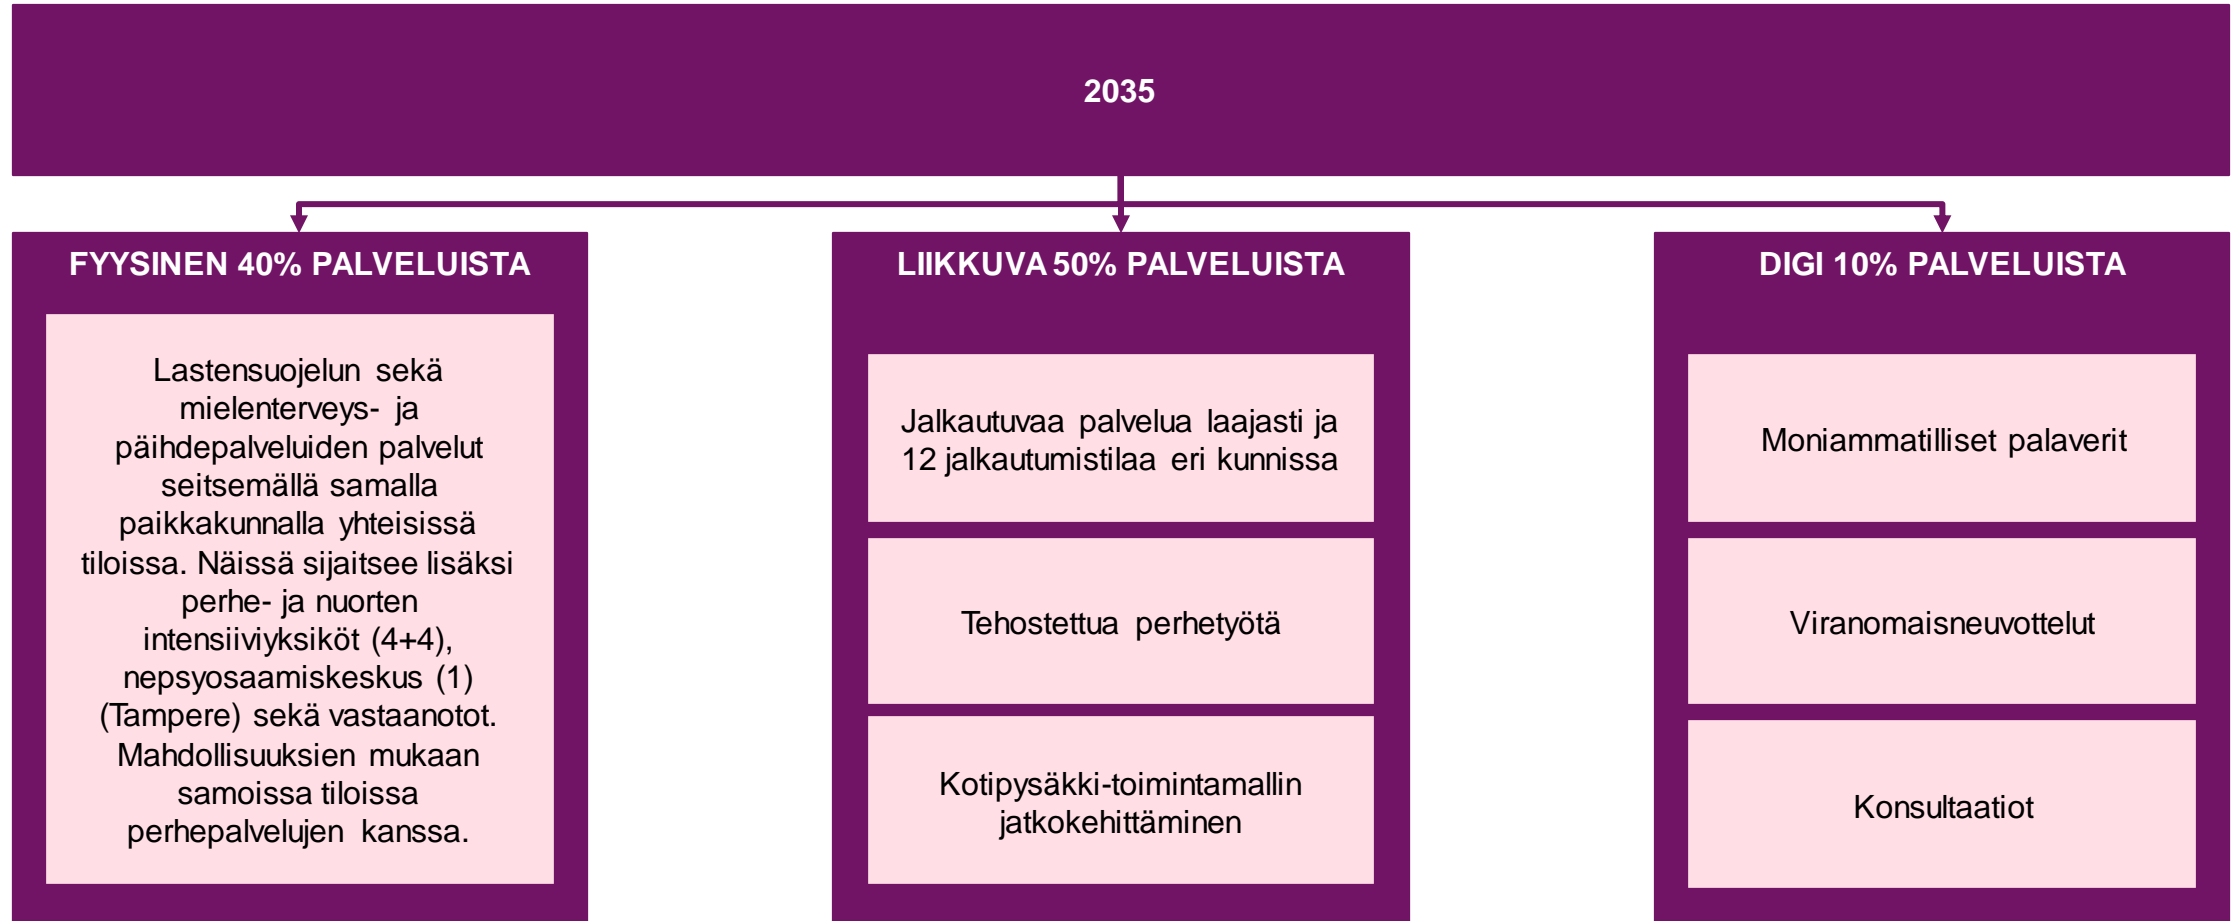 2035
FYYSINEN 40% PALVELUISTA
Lastensuojelun sekä
mielenterveys- ja
päihdepalveluiden palvelut
seitsemällä samalla
paikkakunnalla yhteisissä
tiloissa. Näissä sijaitsee lisäksi
perhe- ja nuorten
intensiiviyksiköt (4+4),
nepsyosaamiskeskus (1)
(Tampere) sekä vastaanotot.
Mahdollisuuksien mukaan
samoissa tiloissa
perhepalvelujen kanssa.
LIIKKUVA 50% PALVELUISTA
Jalkautuvaa palvelua laajasti ja
12 jalkautumistilaa eri kunnissa
Tehostettua perhetyötä
Kotipysäkki-toimintamallin
jatkokehittäminen
DIGI 10% PALVELUISTA
Moniammatilliset palaverit
Viranomaisneuvottelut
Konsultaatiot